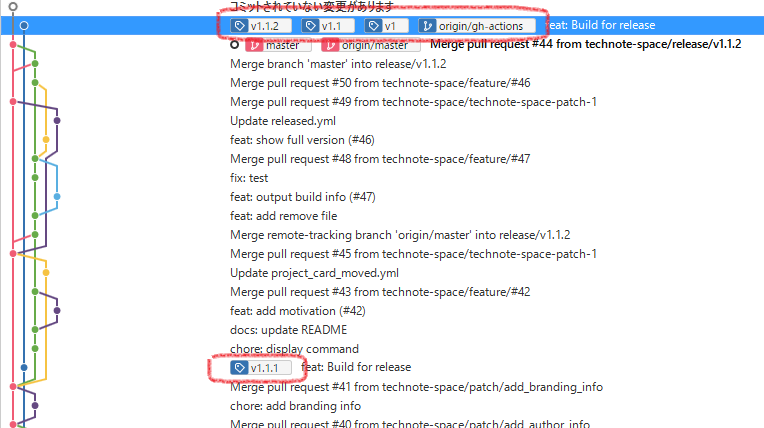 コミットされていない変更があります
v1.1.2 v1.1 v1 origin/gh-actions feat: Build for release
master origin/master Merge pull request #44 from technote-space/release/v1.1.2
Merge branch 'master' into release/v1.1.2
Merge pull request #50 from technote-space/feature/#46
Merge pull request #49 from technote-space/technote-space-patch-1
Update released.yml
feat: show full version (#46)
Merge pull request #48 from technote-space/feature/#47
fix: test
feat: output build info (#47)
feat: add remove file
Merge remote-tracking branch 'origin/master' into release/v1.1.2
Merge pull request #45 from technote-space/technote-space-patch-1
Update project_card_moved.yml
Merge pull request #43 from technote-space/feature/#42
feat: add motivation (#42)
docs: update README
chore: display command
v1.1.1 feat: Build for release
Merge pull request #41 from technote-space/patch/add_branding_info
chore: add branding info
Merge pull request #40 from technote-space/patch/add_author_info